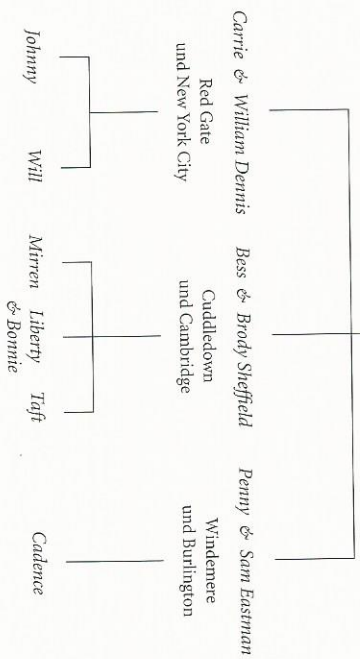 Carrie & William Dennis
Bess & Brody Sheffield
Penny & Sam Eastman
Red Gate
und New York City
Cuddledown
und Cambridge
Windemere
und Burlington
Johnny
Will
Mirren
Liberty
& Bonnie
Taft
Cadence